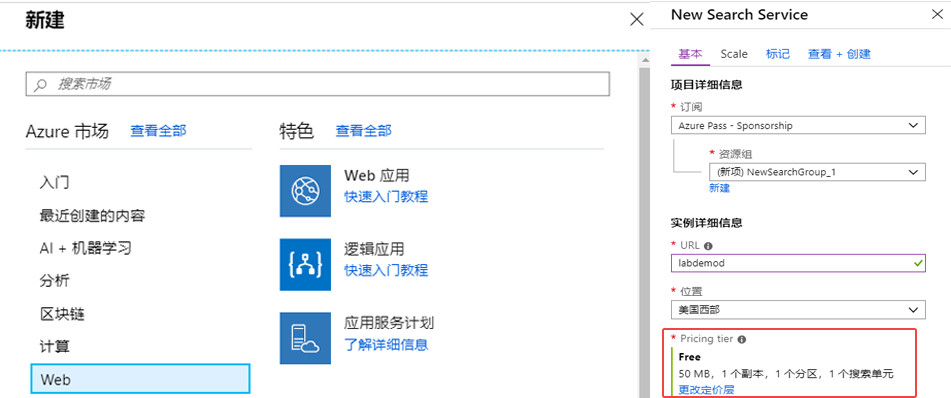 新建
搜索市场
Azure 市场 查看全部
入门
最近创建的内容
AI + 机器学习
分析
区块链
计算
Web
特色 查看全部
Web 应用
快速入门教程
逻辑应用
快速入门教程
应用服务计划
了解详细信息
New Search Service
基本 Scale 标记 查看 + 创建
项目详细信息
* 订阅
Azure Pass - Sponsorship
* 资源组
(新项) NewSearchGroup_1
新建
实例详细信息
* URL
labdemod
* 位置
美国西部
* Pricing tier
Free
50 MB，1 个副本，1 个分区，1 个搜索单元
更改定价层